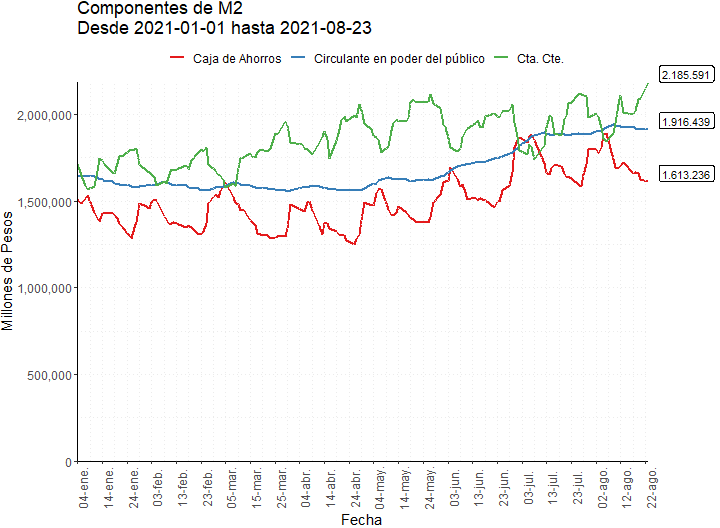 Componentes de M2
Desde 2021-01-01 hasta 2021-08-23
Caja de Ahorros Circulante en poder del público Cta. Cte.
2.185.591
1.916.439
1.613.236
2,000,000
1,500,000
1,000,000
500,000
0
Millones de Pesos
04-ene.
14-ene.
24-ene.
03-feb.
13-feb.
23-feb.
05-mar.
15-mar.
25-mar.
04-abr.
14-abr.
24-abr.
04-may.
14-may.
24-may.
03-jun.
13-jun.
23-jun.
03-jul.
13-jul.
23-jul.
02-ago.
12-ago.
22-ago.
Fecha